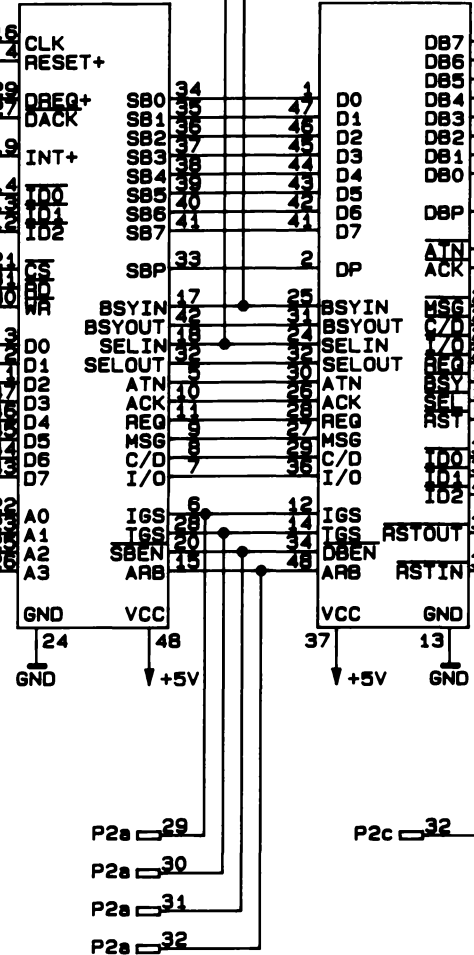 CLK
RESET+
DREQ+
DACK
INT+
ID0
ID1
ID2
CS
RD
WR
D0
D1
D2
D3
D4
D5
D6
D7
A0
A1
A2
A3
GND
VCC
24
48
GND
+5V
SB0 34 1 D0
SB1 35 47 D1
SB2 36 46 D2
SB3 37 45 D3
SB4 38 44 D4
SB5 39 43 D5
SB6 40 42 D6
SB7 41 41 D7
SBP 33 2 DP
BSYIN 17 25 BSYIN
BSYOUT 42 31 BSYOUT
SELIN SELIN
SELOUT 32 32 SELOUT
ATN 30 ATN
ACK 10 ACK
REQ 11 28 REQ
MSG 27 MSG
C/D C/D
I/O 7 36 I/O
IGS 6 12 IGS
TGS 14 TGS
SBEN 20 34 DBEN
ARB 15 48 ARB
DB7
DB6
DB5
DB4
DB3
DB2
DB1
DB0
DBP
ATN
ACK
MSG
C/D
I/O
REQ
BSY
SEL
RST
ID0
ID1
ID2
RSTOUT
RSTIN
VCC
GND
37
13
+5V
GND
P2a 29
P2c 32
P2a 30
P2a 31
P2a 32